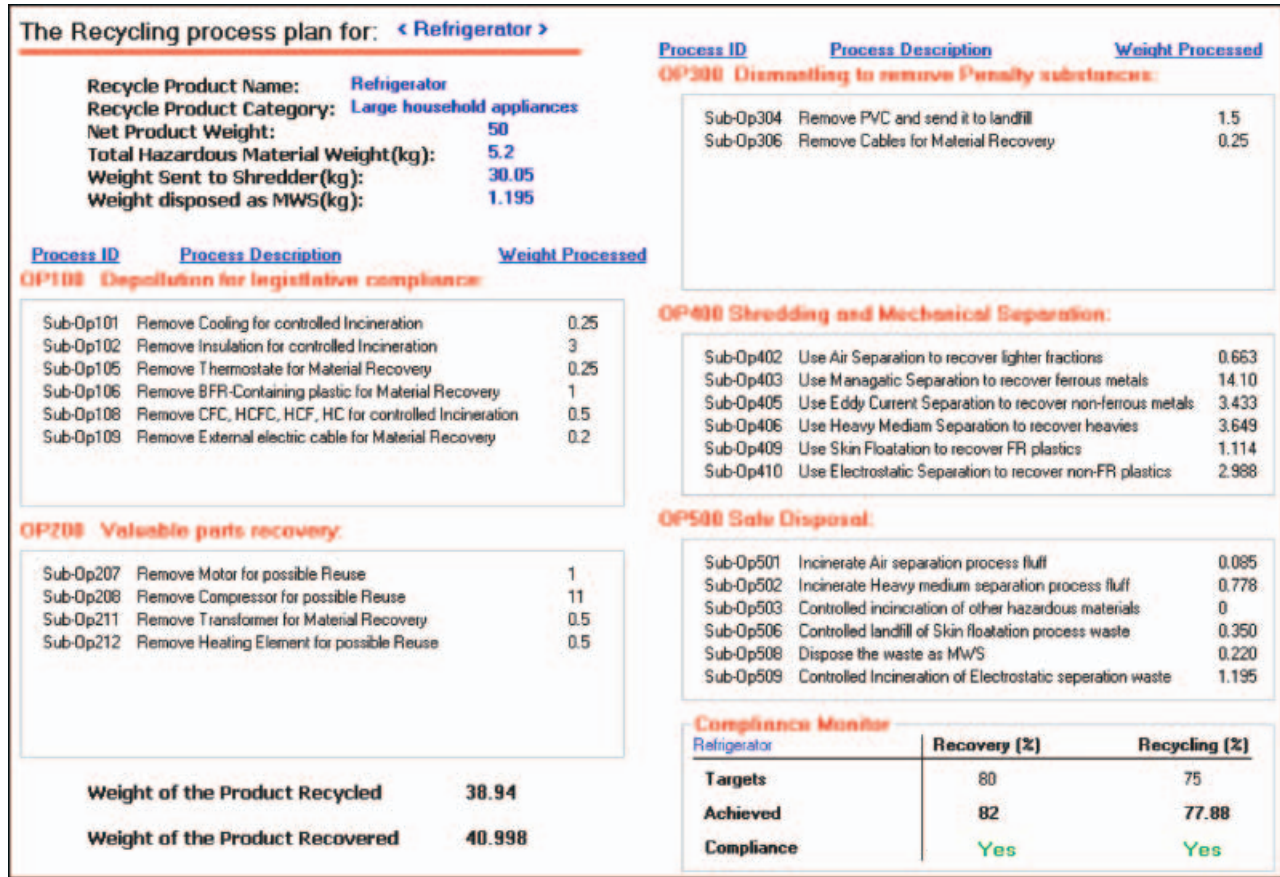 The Recycling process plan for: < Refrigerator >
Recycle Product Name: Refrigerator
Recycle Product Category: Large household appliances
Net Product Weight: 50
Total Hazardous Material Weight(kg): 5.2
Weight Sent to Shredder(kg): 30.05
Weight disposed as MWS(kg): 1.195
Process ID Process Description Weight Processed
OP100 Depollution for legistlative compliance:
Sub-Op101 Remove Cooling for controlled Incineration 0.25
Sub-Op102 Remove Insulation for controlled Incineration 3
Sub-Op105 Remove Thermostate for Material Recovery 0.25
Sub-Op106 Remove BFR-Containing plastic for Material Recovery 1
Sub-Op108 Remove CFC, HCFC, HCF, HC for controlled Incineration 0.5
Sub-Op109 Remove External electric cable for Material Recovery 0.2
OP200 Valuable parts recovery:
Sub-Op207 Remove Motor for possible Reuse 1
Sub-Op208 Remove Compressor for possible Reuse 11
Sub-Op211 Remove Transformer for Material Recovery 0.5
Sub-Op212 Remove Heating Element for possible Reuse 0.5
Weight of the Product Recycled 38.94
Weight of the Product Recovered 40.998
Process ID Process Description Weight Processed
OP300 Dismantling to remove Penalty substances:
Sub-Op304 Remove PVC and send it to landfill 1.5
Sub-Op306 Remove Cables for Material Recovery 0.25
OP400 Shredding and Mechanical Separation:
Sub-Op402 Use Air Separation to recover lighter fractions 0.663
Sub-Op403 Use Managatic Separation to recover ferrous metals 14.10
Sub-Op405 Use Eddy Current Separation to recover non-ferrous metals 3.433
Sub-Op406 Use Heavy Mediam Separation to recover heavies 3.649
Sub-Op409 Use Skin Floatation to recover FR plastics 1.114
Sub-Op410 Use Electrostatic Separation to recover non-FR plastics 2.988
OP500 Safe Disposal:
Sub-Op501 Incinerate Air separation process fluff 0.085
Sub-Op502 Incinerate Heavy medium separation process fluff 0.778
Sub-Op503 Controlled incincration of other hazardous materials 0
Sub-Op506 Controlled landfill of Skin floatation process waste 0.350
Sub-Op508 Dispose the waste as MWS 0.220
Sub-Op509 Controlled Incineration of Electrostatic seperation waste 1.195
Compliance Monitor
Refrigerator Recovery (%) Recycling (%)
Targets 80 75
Achieved 82 77.88
Compliance Yes Yes